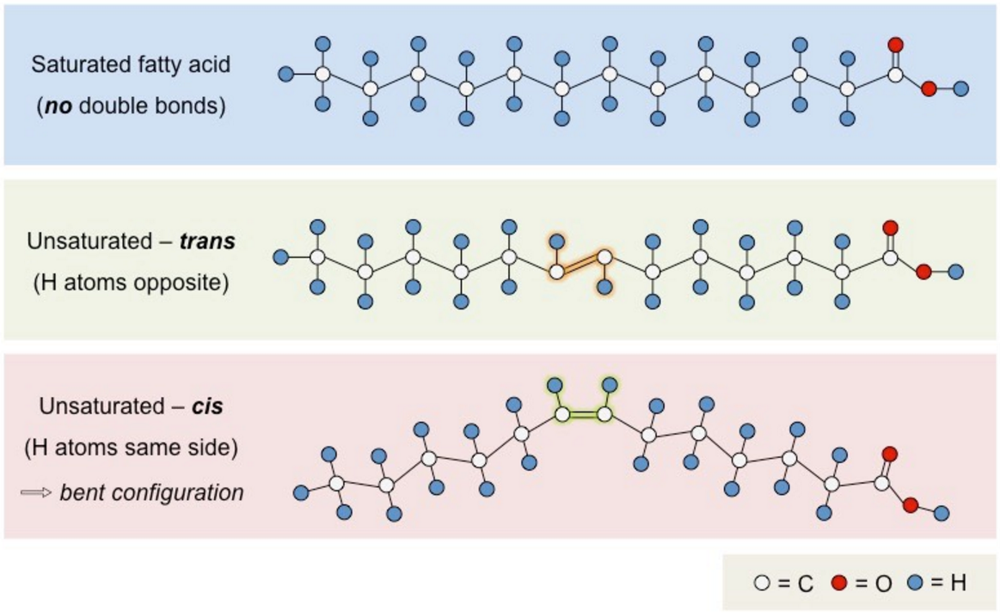 Saturated fatty acid
(no double bonds)
Unsaturated – trans
(H atoms opposite)
Unsaturated – cis
(H atoms same side)
⇒ bent configuration
= C = O = H